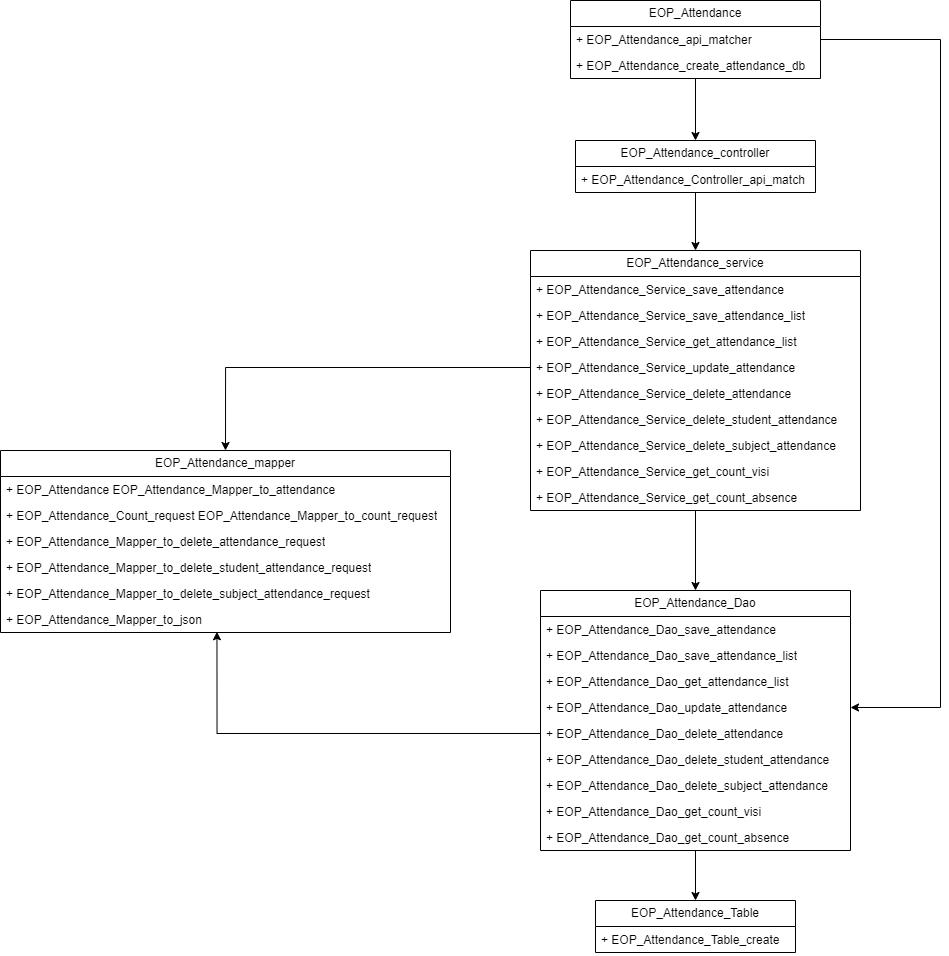 EOP_Attendance
+ EOP_Attendance_api_matcher
+ EOP_Attendance_create_attendance_db
EOP_Attendance_controller
+ EOP_Attendance_Controller_api_match
EOP_Attendance_service
+ EOP_Attendance_Service_save_attendance
+ EOP_Attendance_Service_save_attendance_list
+ EOP_Attendance_Service_get_attendance_list
+ EOP_Attendance_Service_update_attendance
+ EOP_Attendance_Service_delete_attendance
+ EOP_Attendance_Service_delete_student_attendance
+ EOP_Attendance_Service_delete_subject_attendance
+ EOP_Attendance_Service_get_count_visi
+ EOP_Attendance_Service_get_count_absence
EOP_Attendance_mapper
+ EOP_Attendance EOP_Attendance_Mapper_to_attendance
+ EOP_Attendance_Count_request EOP_Attendance_Mapper_to_count_request
+ EOP_Attendance_Mapper_to_delete_attendance_request
+ EOP_Attendance_Mapper_to_delete_student_attendance_request
+ EOP_Attendance_Mapper_to_delete_subject_attendance_request
+ EOP_Attendance_Mapper_to_json
EOP_Attendance_Dao
+ EOP_Attendance_Dao_save_attendance
+ EOP_Attendance_Dao_save_attendance_list
+ EOP_Attendance_Dao_get_attendance_list
+ EOP_Attendance_Dao_update_attendance
+ EOP_Attendance_Dao_delete_attendance
+ EOP_Attendance_Dao_delete_student_attendance
+ EOP_Attendance_Dao_delete_subject_attendance
+ EOP_Attendance_Dao_get_count_visi
+ EOP_Attendance_Dao_get_count_absence
EOP_Attendance_Table
+ EOP_Attendance_Table_create